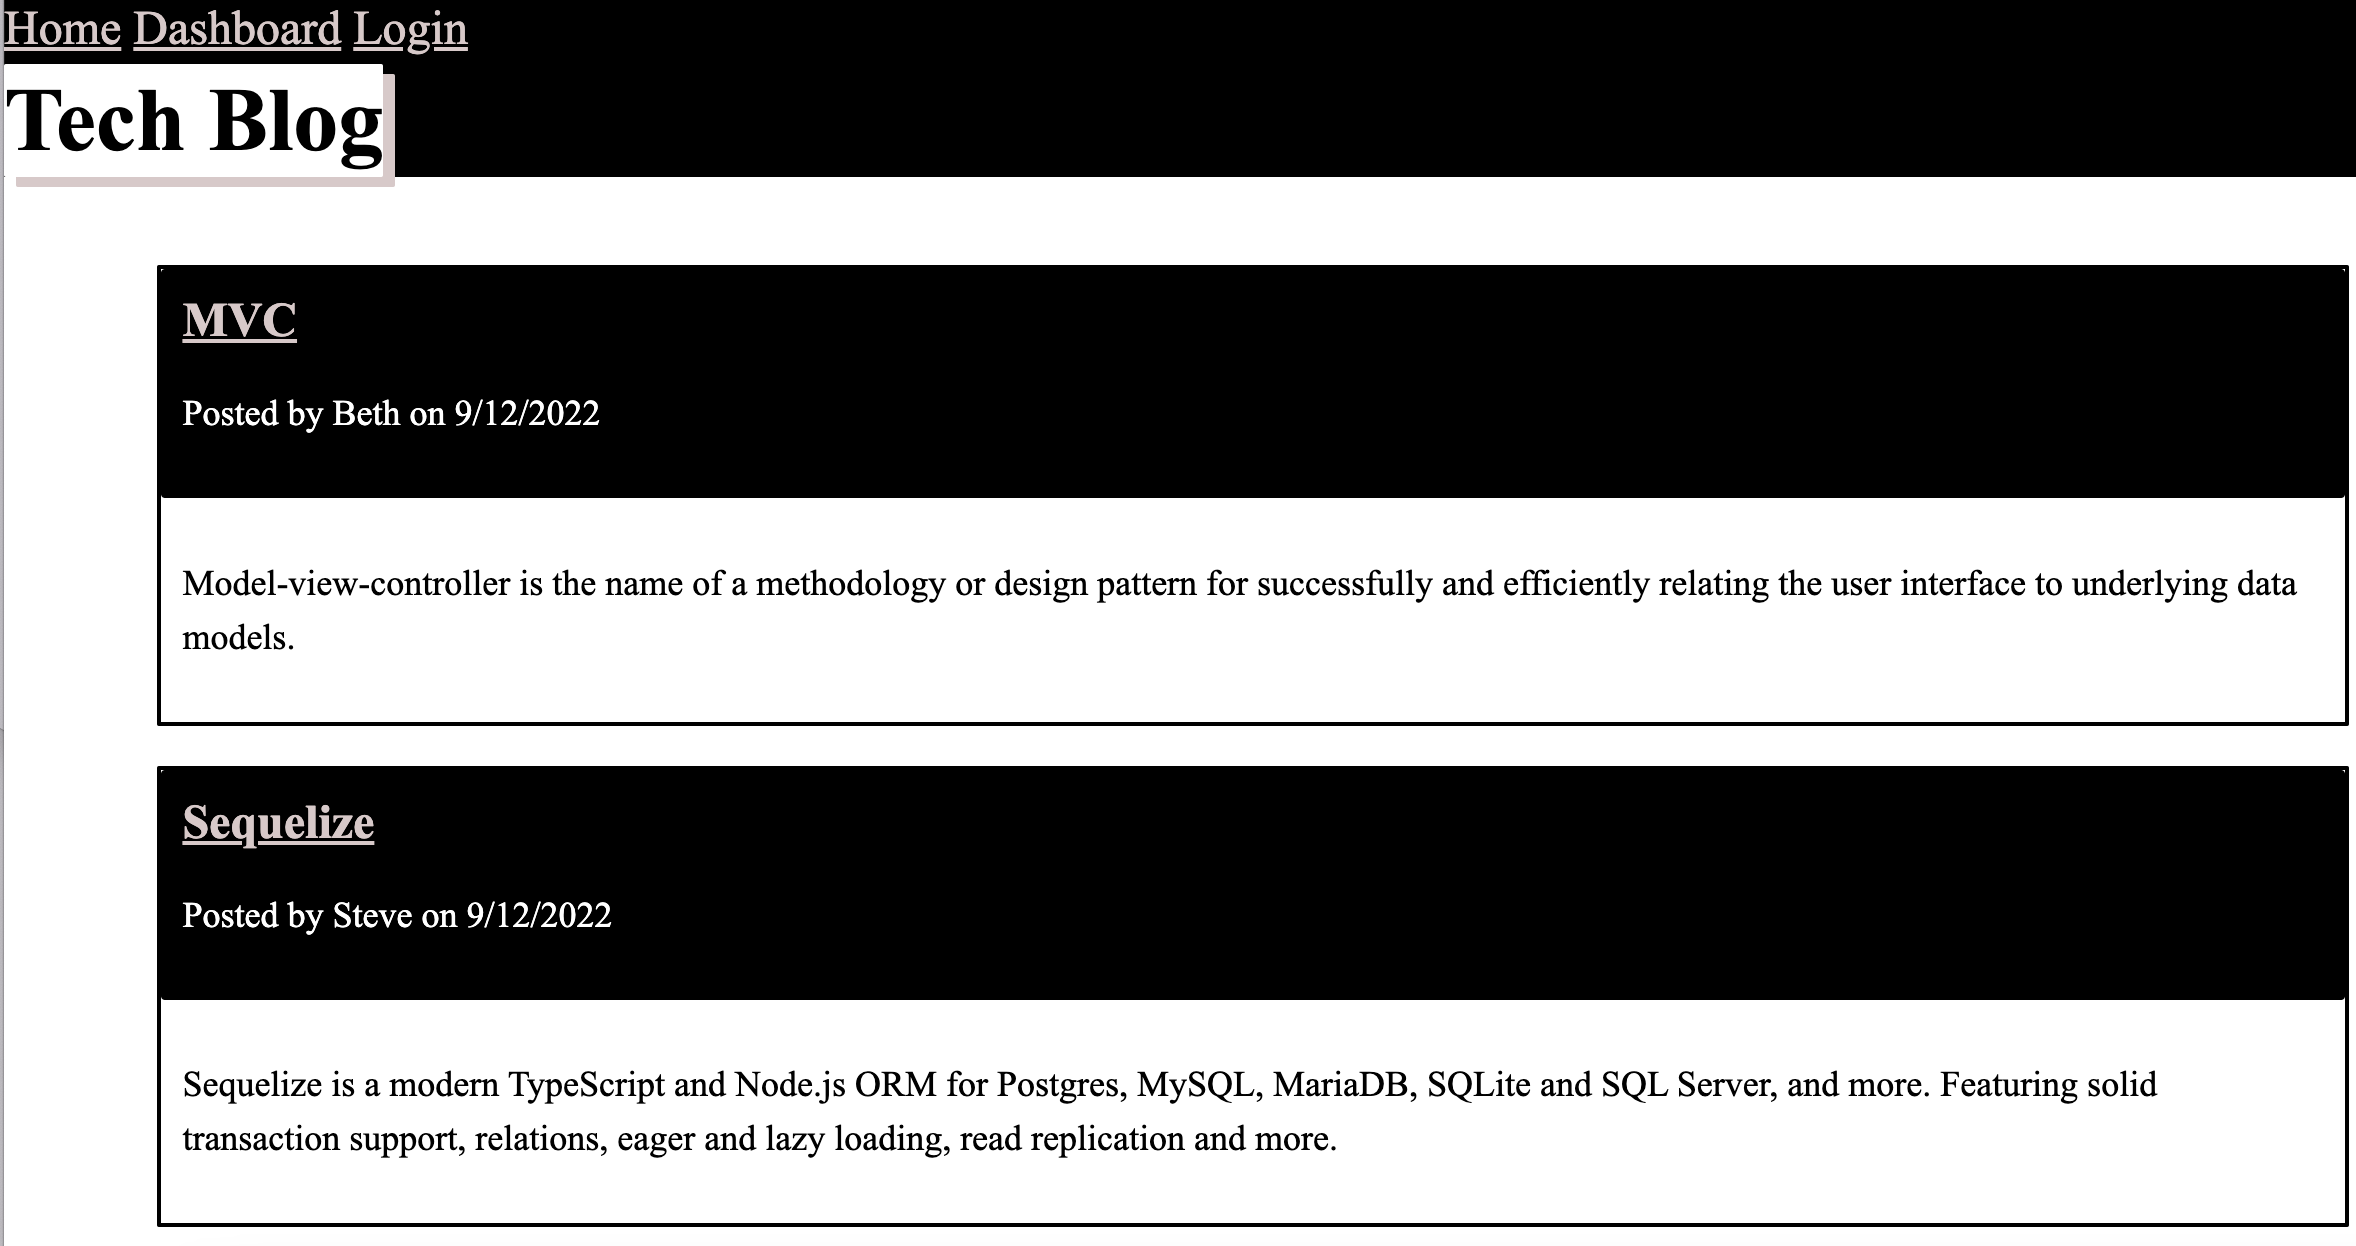 Home Dashboard Login
Tech Blog
MVC
Posted by Beth on 9/12/2022
Model-view-controller is the name of a methodology or design pattern for successfully and efficiently relating the user interface to underlying data
models.
Sequelize
Posted by Steve on 9/12/2022
Sequelize is a modern TypeScript and Node.js ORM for Postgres, MySQL, MariaDB, SQLite and SQL Server, and more. Featuring solid
transaction support, relations, eager and lazy loading, read replication and more.